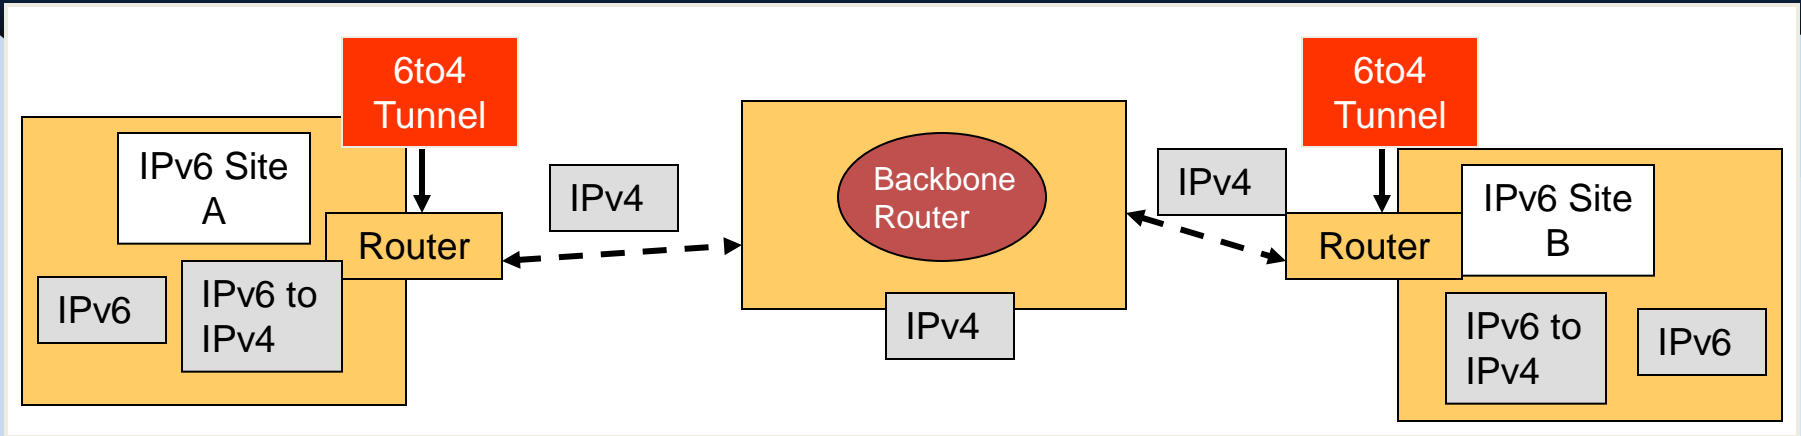 6to4
Tunnel
IPv6 Site
A
Router
IPv6
IPv6 to
IPv4
IPv4
Backbone
Router
IPv4
IPv4
6to4
Tunnel
Router
IPv6 Site
B
IPv6 to
IPv4
IPv6